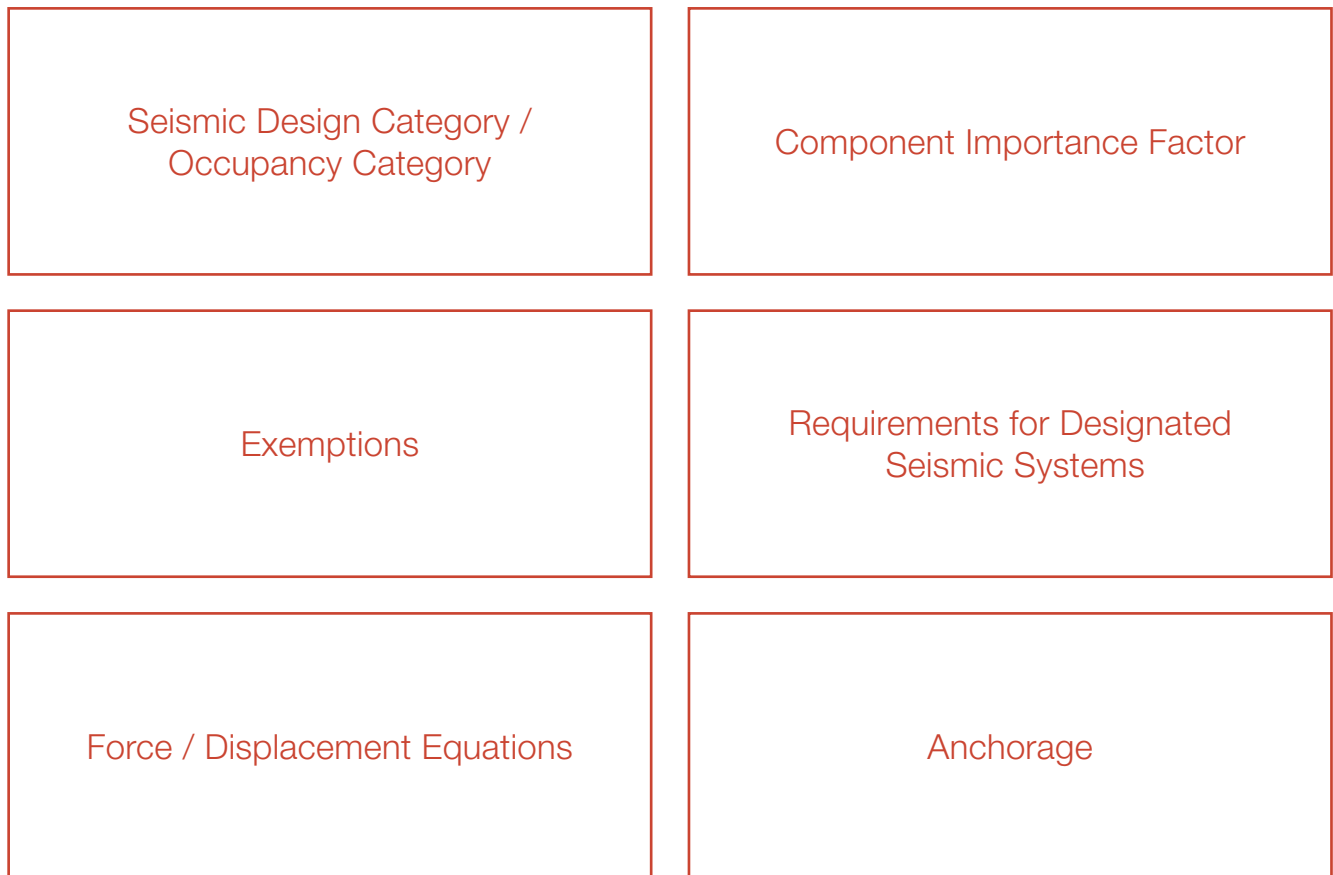 Seismic Design Category /
Occupancy Category
Component Importance Factor
Exemptions
Requirements for Designated
Seismic Systems
Force / Displacement Equations
Anchorage